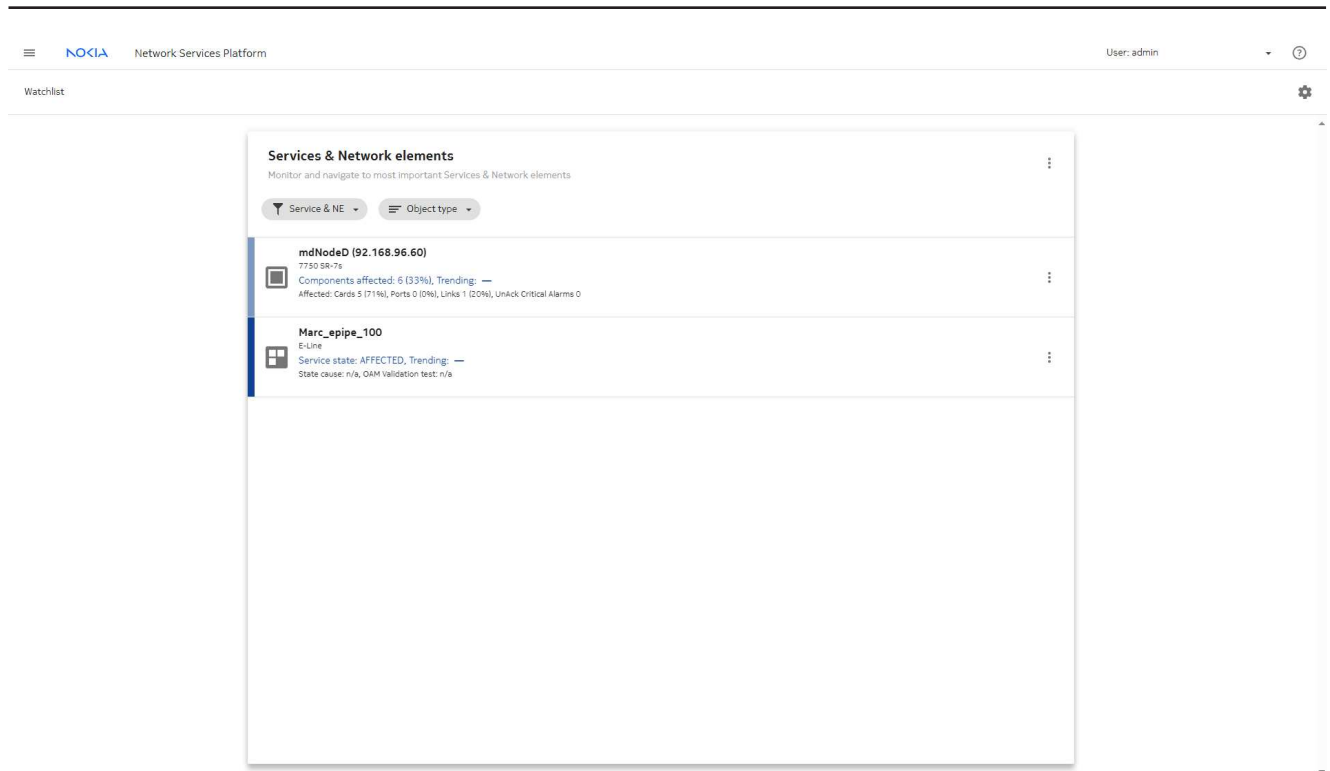 NOKIA Network Services Platform User: admin
Watchlist
Services & Network elements
Monitor and navigate to most important Services & Network elements
Service & NE Object type
mdNodeD (92.168.96.60)
7750 SR-7s
Components affected: 6 (33%), Trending: —
Affected: Cards 5 (71%), Ports 0 (0%), Links 1 (20%), UnAck Critical Alarms 0
Marc_epipe_100
E-Line
Service state: AFFECTED, Trending: —
State cause: n/a, OAM Validation test: n/a